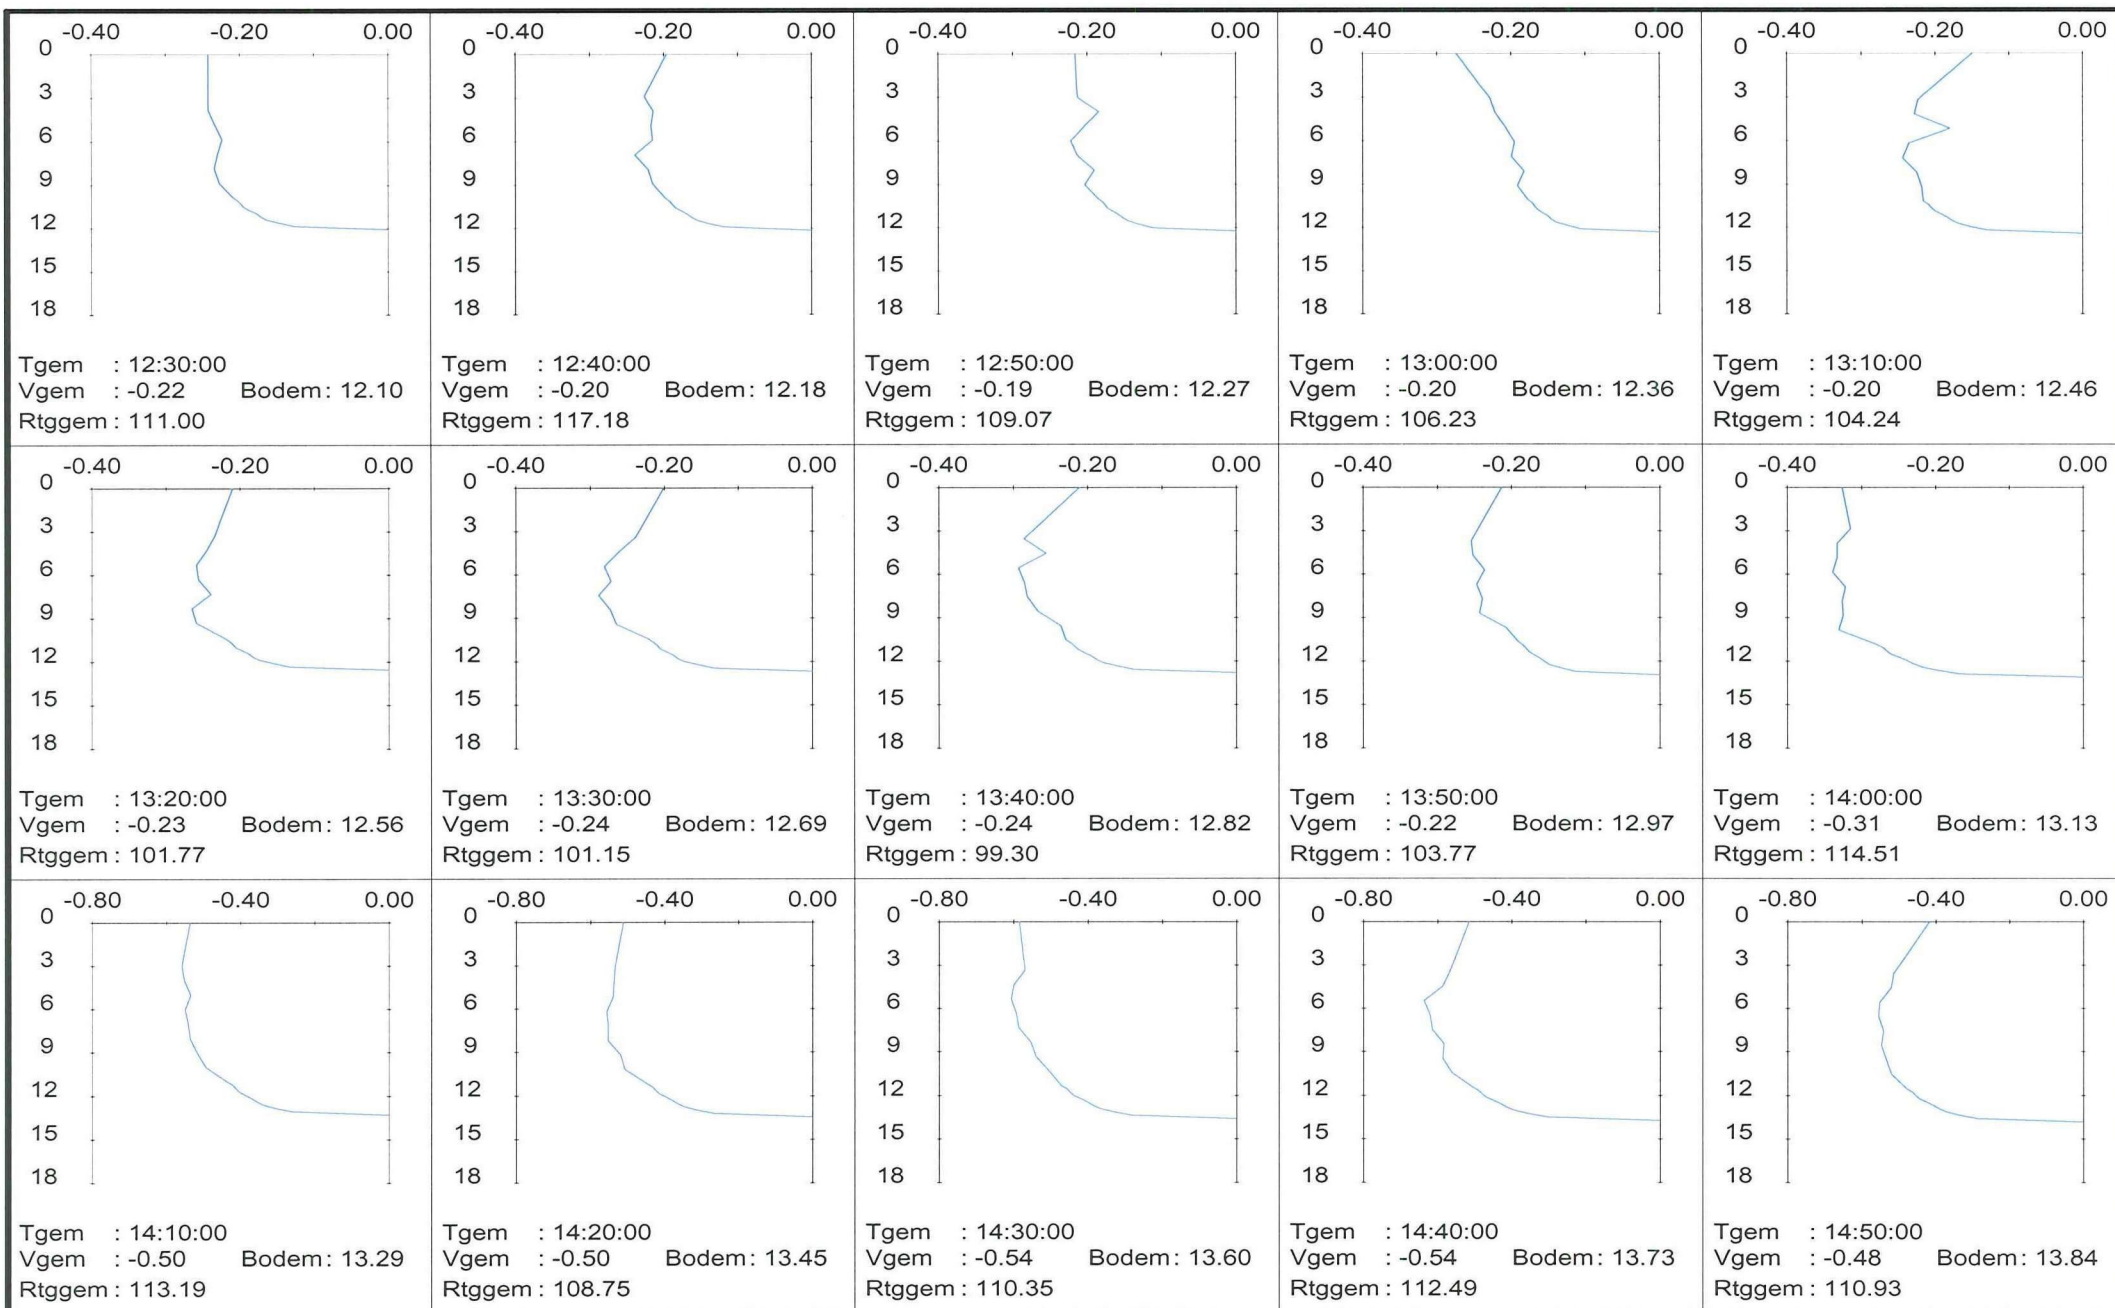 -0.40 -0.20 0.00
0
3
6
9
12
15
18
Tgem : 12:30:00
Vgem : -0.22 Bodem: 12.10
Rtggem : 111.00
-0.40 -0.20 0.00
0
3
6
9
12
15
18
Tgem : 12:40:00
Vgem : -0.20 Bodem: 12.18
Rtggem : 117.18
-0.40 -0.20 0.00
0
3
6
9
12
15
18
Tgem : 12:50:00
Vgem : -0.19 Bodem: 12.27
Rtggem : 109.07
-0.40 -0.20 0.00
0
3
6
9
12
15
18
Tgem : 13:00:00
Vgem : -0.20 Bodem: 12.36
Rtggem : 106.23
-0.40 -0.20 0.00
0
3
6
9
12
15
18
Tgem : 13:10:00
Vgem : -0.20 Bodem: 12.46
Rtggem : 104.24
-0.40 -0.20 0.00
0
3
6
9
12
15
18
Tgem : 13:20:00
Vgem : -0.23 Bodem: 12.56
Rtggem : 101.77
-0.40 -0.20 0.00
0
3
6
9
12
15
18
Tgem : 13:30:00
Vgem : -0.24 Bodem: 12.69
Rtggem : 101.15
-0.40 -0.20 0.00
0
3
6
9
12
15
18
Tgem : 13:40:00
Vgem : -0.24 Bodem: 12.82
Rtggem : 99.30
-0.40 -0.20 0.00
0
3
6
9
12
15
18
Tgem : 13:50:00
Vgem : -0.22 Bodem: 12.97
Rtggem : 103.77
-0.40 -0.20 0.00
0
3
6
9
12
15
18
Tgem : 14:00:00
Vgem : -0.31 Bodem: 13.13
Rtggem : 114.51
-0.80 -0.40 0.00
0
3
6
9
12
15
18
Tgem : 14:10:00
Vgem : -0.50 Bodem: 13.29
Rtggem : 113.19
-0.80 -0.40 0.00
0
3
6
9
12
15
18
Tgem : 14:20:00
Vgem : -0.50 Bodem: 13.45
Rtggem : 108.75
-0.80 -0.40 0.00
0
3
6
9
12
15
18
Tgem : 14:30:00
Vgem : -0.54 Bodem: 13.60
Rtggem : 110.35
-0.80 -0.40 0.00
0
3
6
9
12
15
18
Tgem : 14:40:00
Vgem : -0.54 Bodem: 13.73
Rtggem : 112.49
-0.80 -0.40 0.00
0
3
6
9
12
15
18
Tgem : 14:50:00
Vgem : -0.48 Bodem: 13.84
Rtggem : 110.93